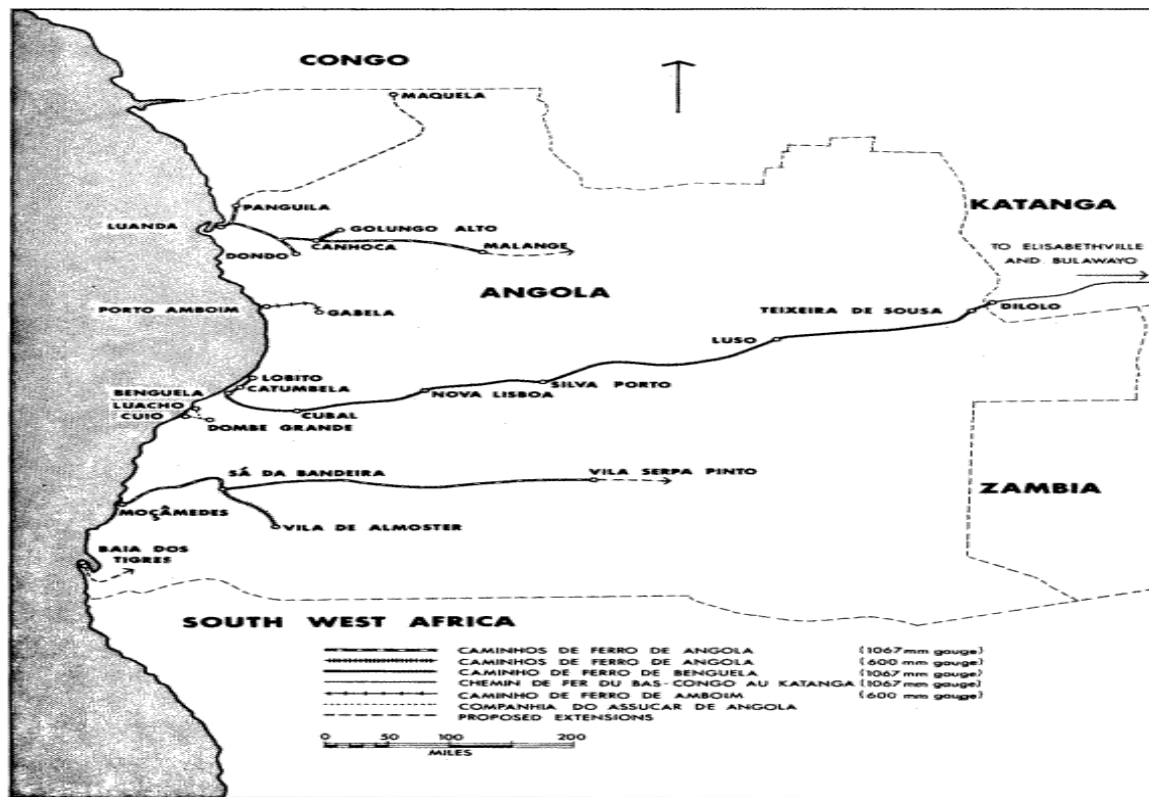 CONGO
MAQUELA
PANGUILA
LUANDA
GOLUNGO ALTO
CANHOCA
DONDO
MALANGE
KATANGA
TO ELISABETHVILLE
AND BULAWAYO
ANGOLA
PORTO AMBOIM
GABELA
TEIXEIRA DE SOUSA
DILOLO
LUSO
LOBITO
CATUMBELA
BENGUELA
LUACHO
CUIO
DOMBE GRANDE
CUBAL
NOVA LISBOA
SILVA PORTO
SÁ DA BANDEIRA
VILA SERPA PINTO
ZAMBIA
MOÇÂMEDES
VILA DE ALMOSTER
BAIA DOS
TIGRES
SOUTH WEST AFRICA
CAMINHOS DE FERRO DE ANGOLA (1067 mm gauge)
CAMINHOS DE FERRO DE ANGOLA (600 mm gauge)
CAMINHO DE FERRO DE BENGUELA (1067 mm gauge)
CHEMIN DE FER DU BAS-CONGO AU KATANGA (1067 mm gauge)
CAMINHO DE FERRO DE AMBOIM (600 mm gauge)
COMPANHIA DO ASSUCAR DE ANGOLA
PROPOSED EXTENSIONS
0 50 100 200
MILES